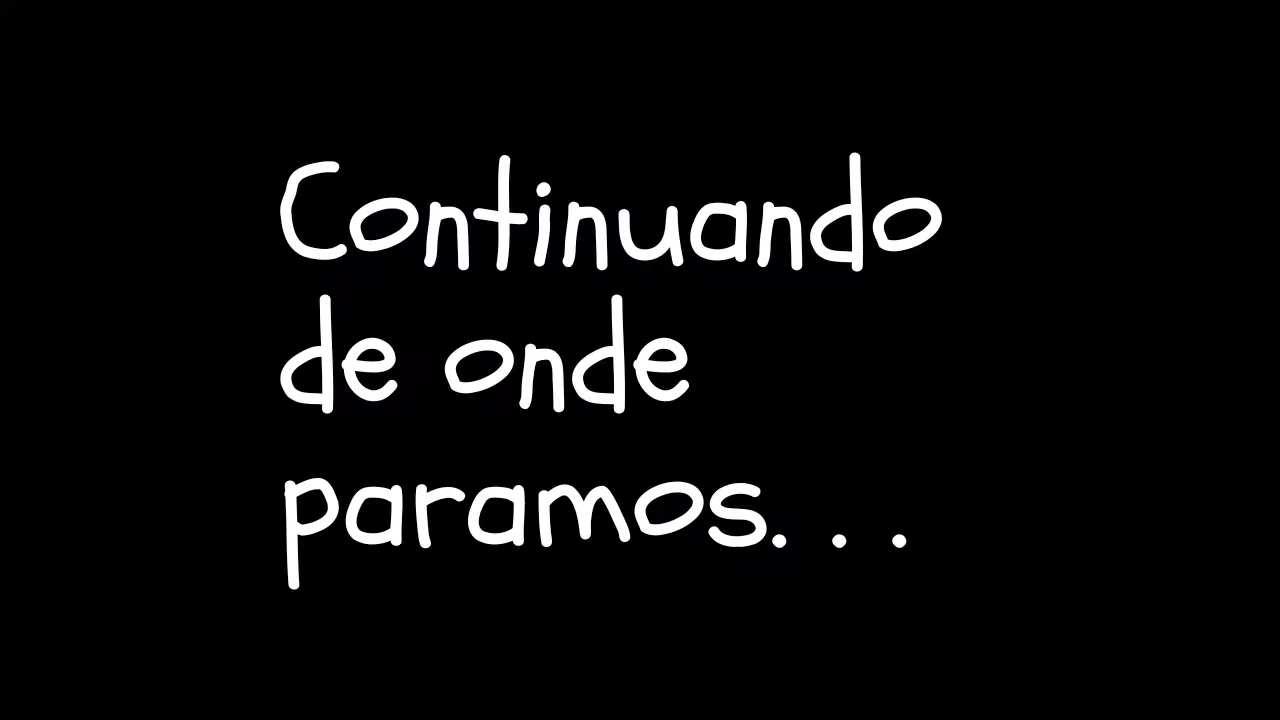 Continuando
de onde
paramos. . .